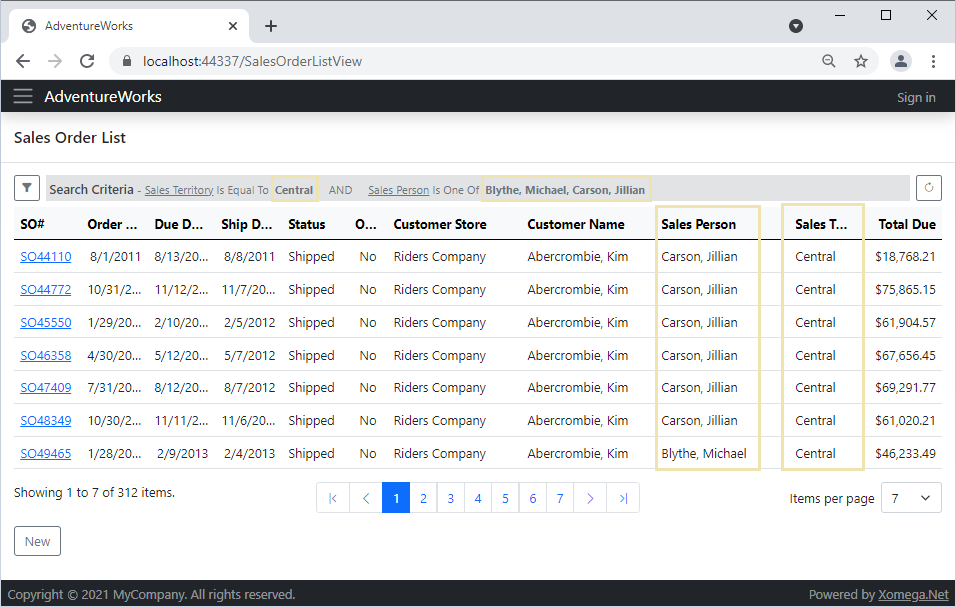 AdventureWorks
localhost:44337/SalesOrderListView
AdventureWorks Sign in
Sales Order List
Search Criteria - Sales Territory Is Equal To Central AND Sales Person Is One Of Blythe, Michael, Carson, Jillian
SO# Order ... Due D... Ship D... Status O... Customer Store Customer Name Sales Person Sales T... Total Due
SO44110 8/1/2011 8/13/20... 8/8/2011 Shipped No Riders Company Abercrombie, Kim Carson, Jillian Central $18,768.21
SO44772 10/31/2... 11/12/2... 11/7/20... Shipped No Riders Company Abercrombie, Kim Carson, Jillian Central $75,865.15
SO45550 1/29/20... 2/10/20... 2/5/2012 Shipped No Riders Company Abercrombie, Kim Carson, Jillian Central $61,904.57
SO46358 4/30/20... 5/12/20... 5/7/2012 Shipped No Riders Company Abercrombie, Kim Carson, Jillian Central $67,656.45
SO47409 7/31/20... 8/12/20... 8/7/2012 Shipped No Riders Company Abercrombie, Kim Carson, Jillian Central $69,291.77
SO48349 10/30/2... 11/11/2... 11/6/20... Shipped No Riders Company Abercrombie, Kim Carson, Jillian Central $61,020.21
SO49465 1/28/20... 2/9/2013 2/4/2013 Shipped No Riders Company Abercrombie, Kim Blythe, Michael Central $46,233.49
Showing 1 to 7 of 312 items. 1 2 3 4 5 6 7 Items per page 7
New
Copyright © 2021 MyCompany. All rights reserved. Powered by Xomega.Net